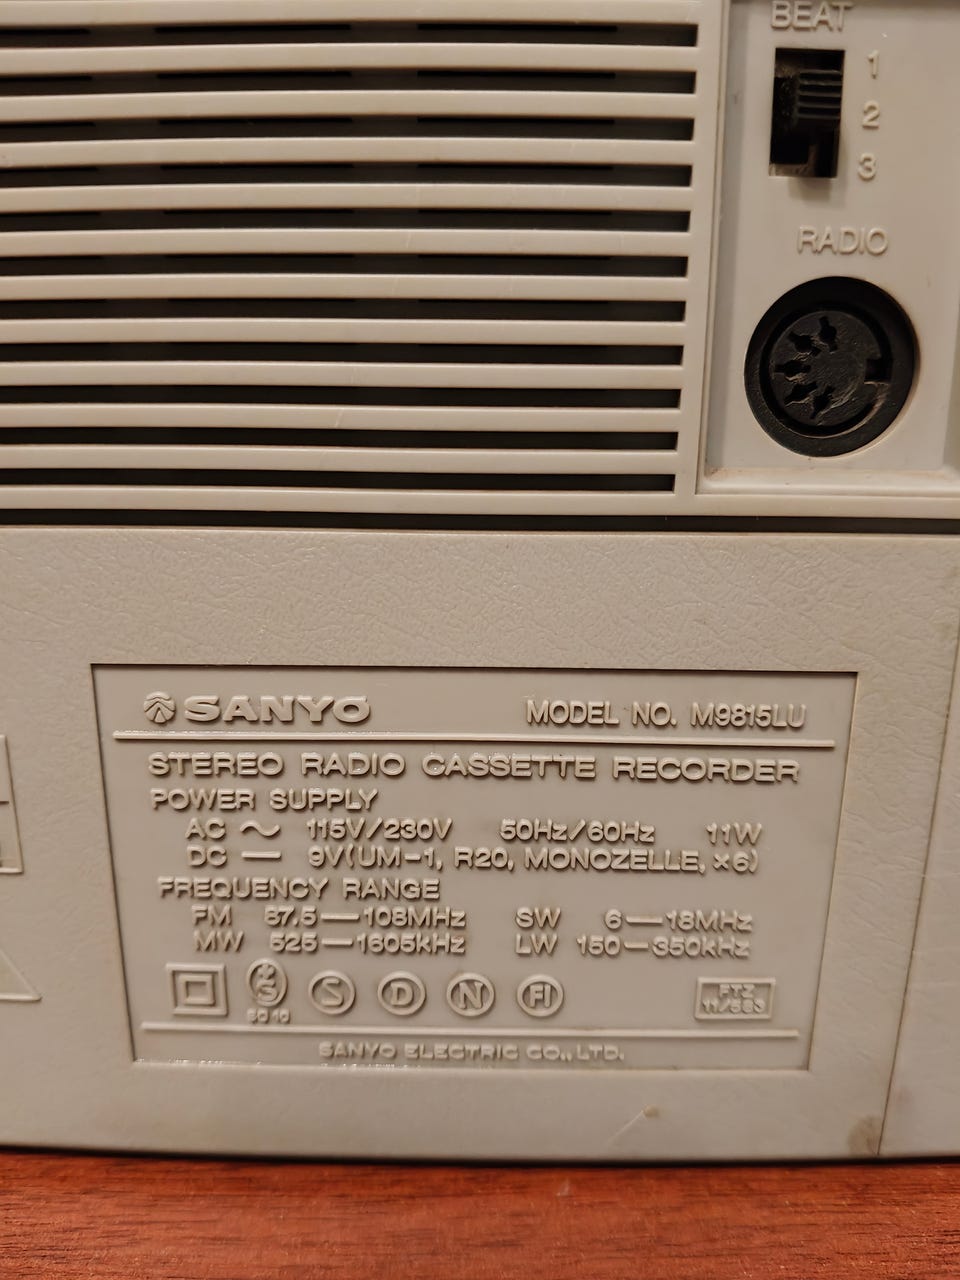 BEAT
1
2
3
RADIO
SANYO MODEL NO. M9815LU
STEREO RADIO CASSETTE RECORDER
POWER SUPPLY
AC ～ 115V/230V 50Hz/60Hz 11W
DC — 9V(UM-1, R20, MONOZELLE, ×6)
FREQUENCY RANGE
FM 87.5—108MHz SW 6—18MHz
MW 525—1605kHz LW 150—350kHz
S S D N FI FTZ
SANYO ELECTRIC CO., LTD.